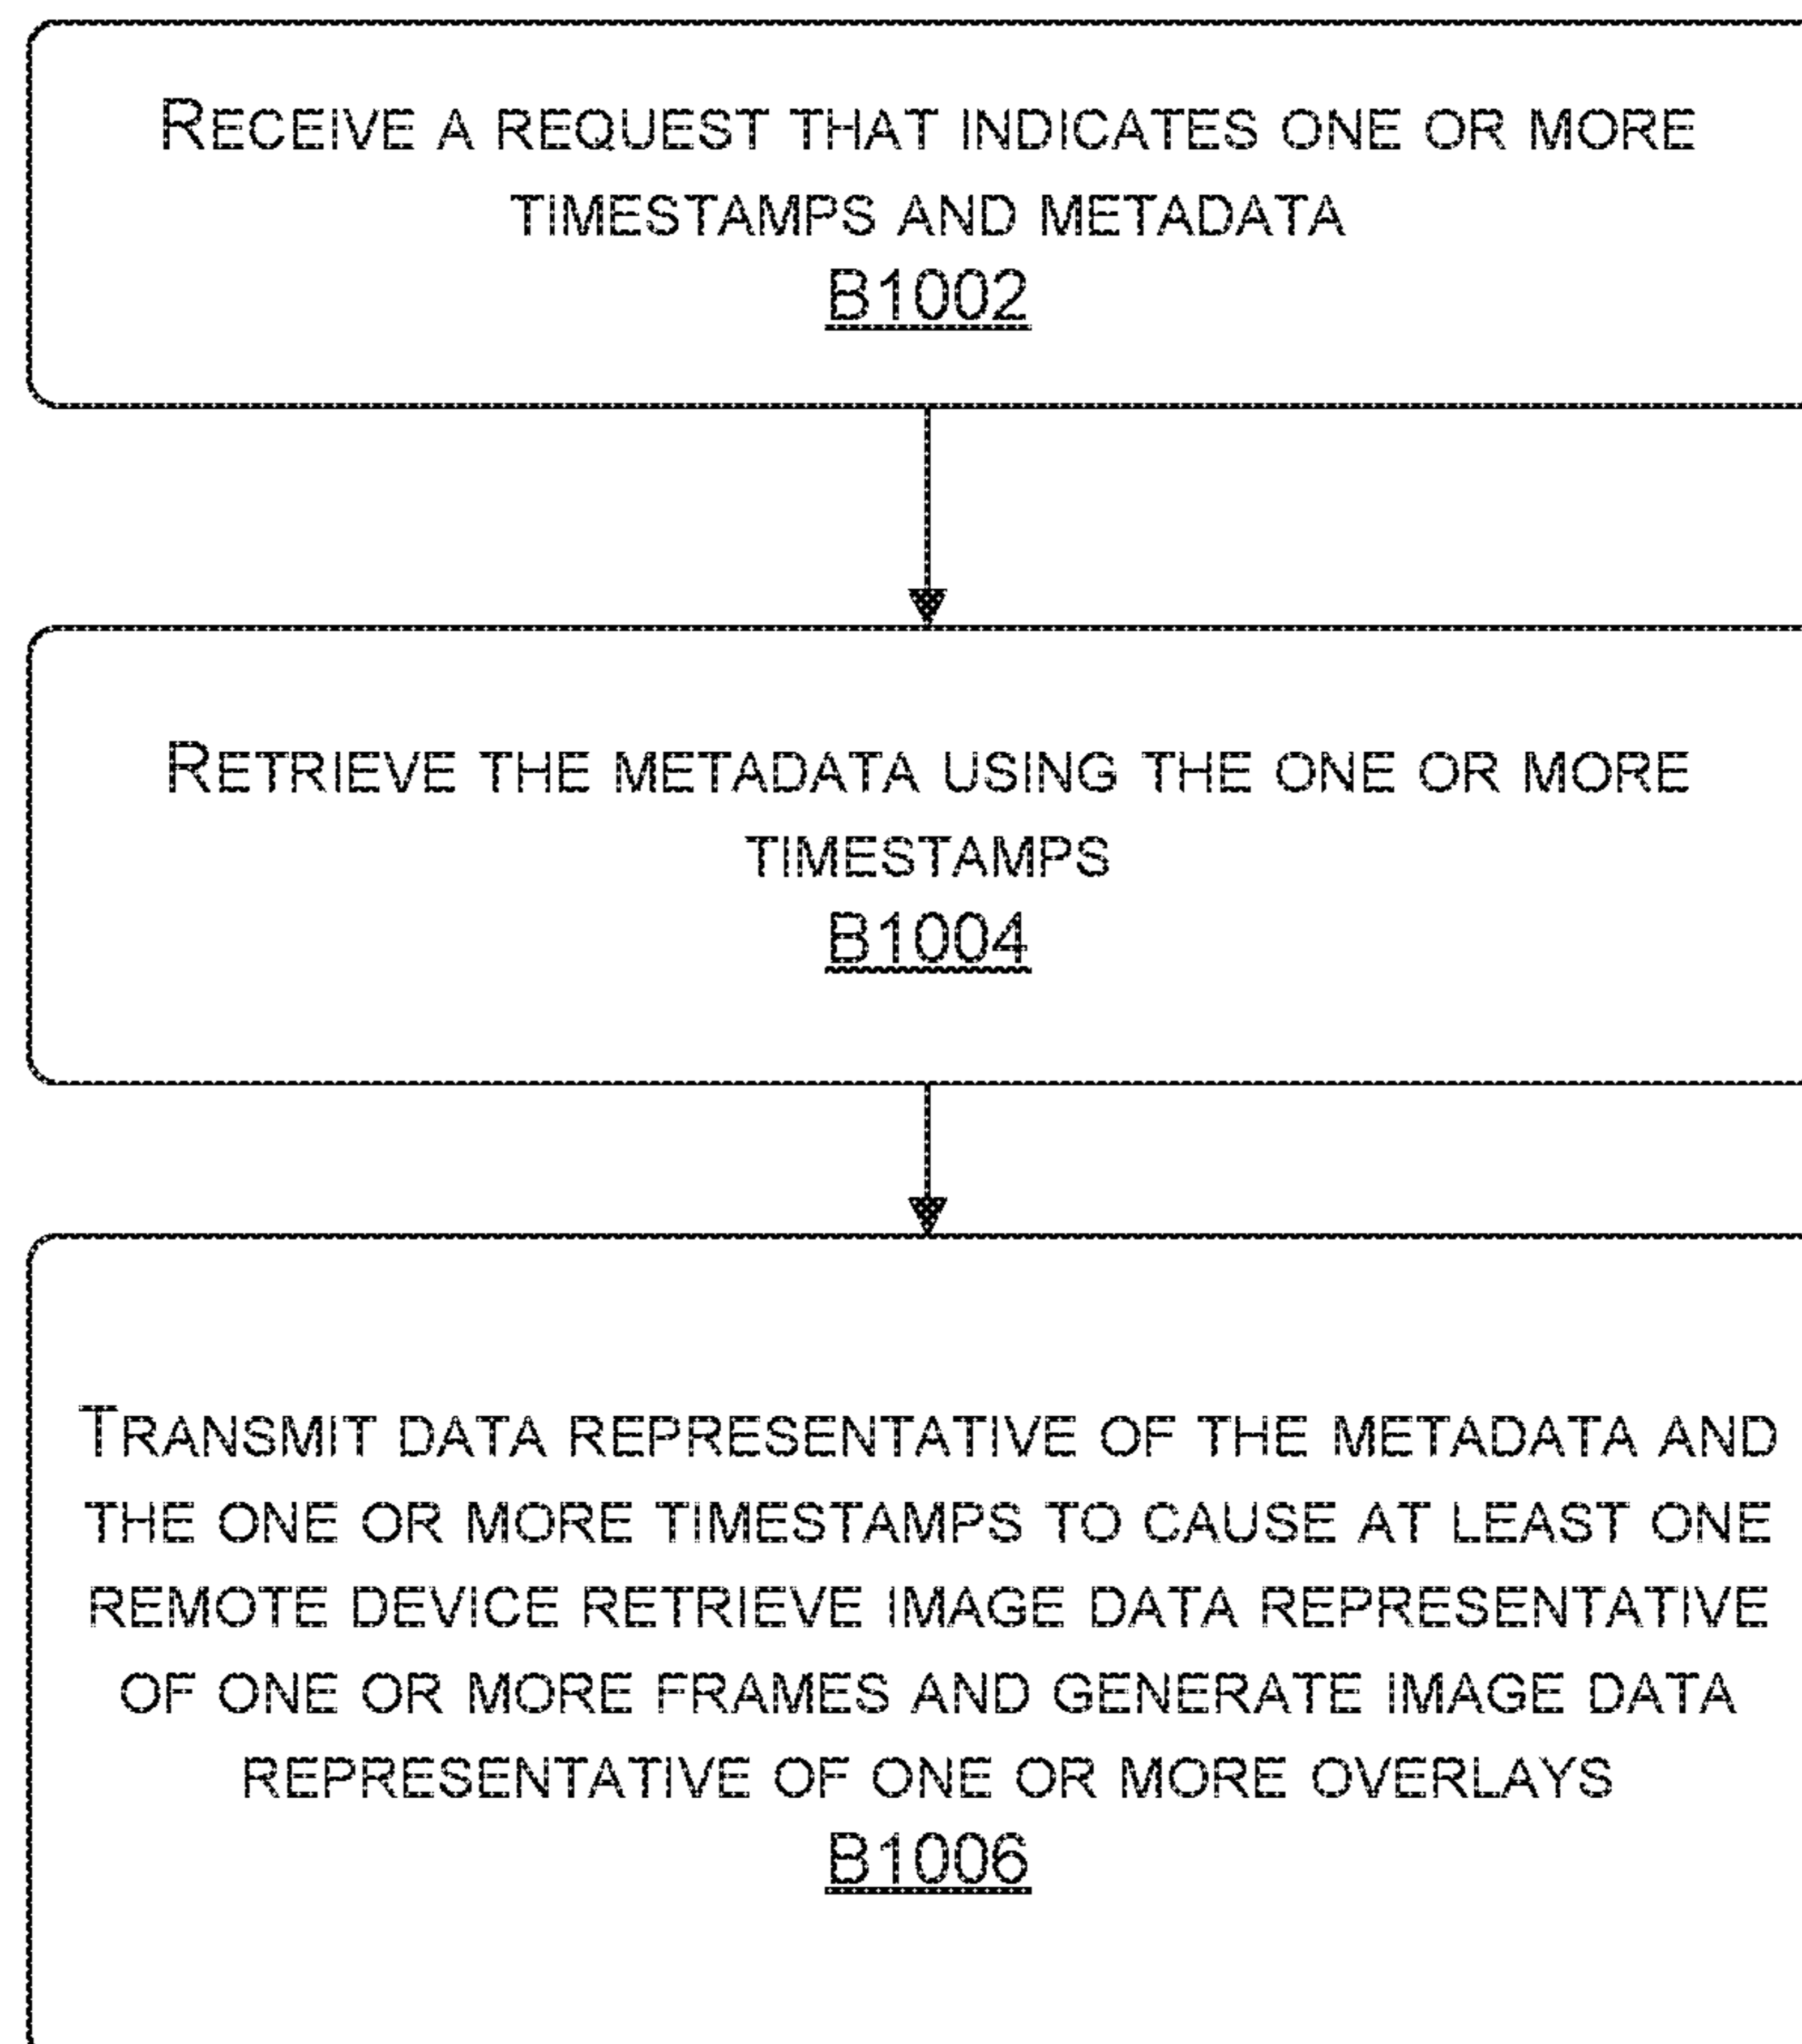 RECEIVE A REQUEST THAT INDICATES ONE OR MORE
TIMESTAMPS AND METADATA
B1002
RETRIEVE THE METADATA USING THE ONE OR MORE
TIMESTAMPS
B1004
TRANSMIT DATA REPRESENTATIVE OF THE METADATA AND
THE ONE OR MORE TIMESTAMPS TO CAUSE AT LEAST ONE
REMOTE DEVICE RETRIEVE IMAGE DATA REPRESENTATIVE
OF ONE OR MORE FRAMES AND GENERATE IMAGE DATA
REPRESENTATIVE OF ONE OR MORE OVERLAYS
B1006